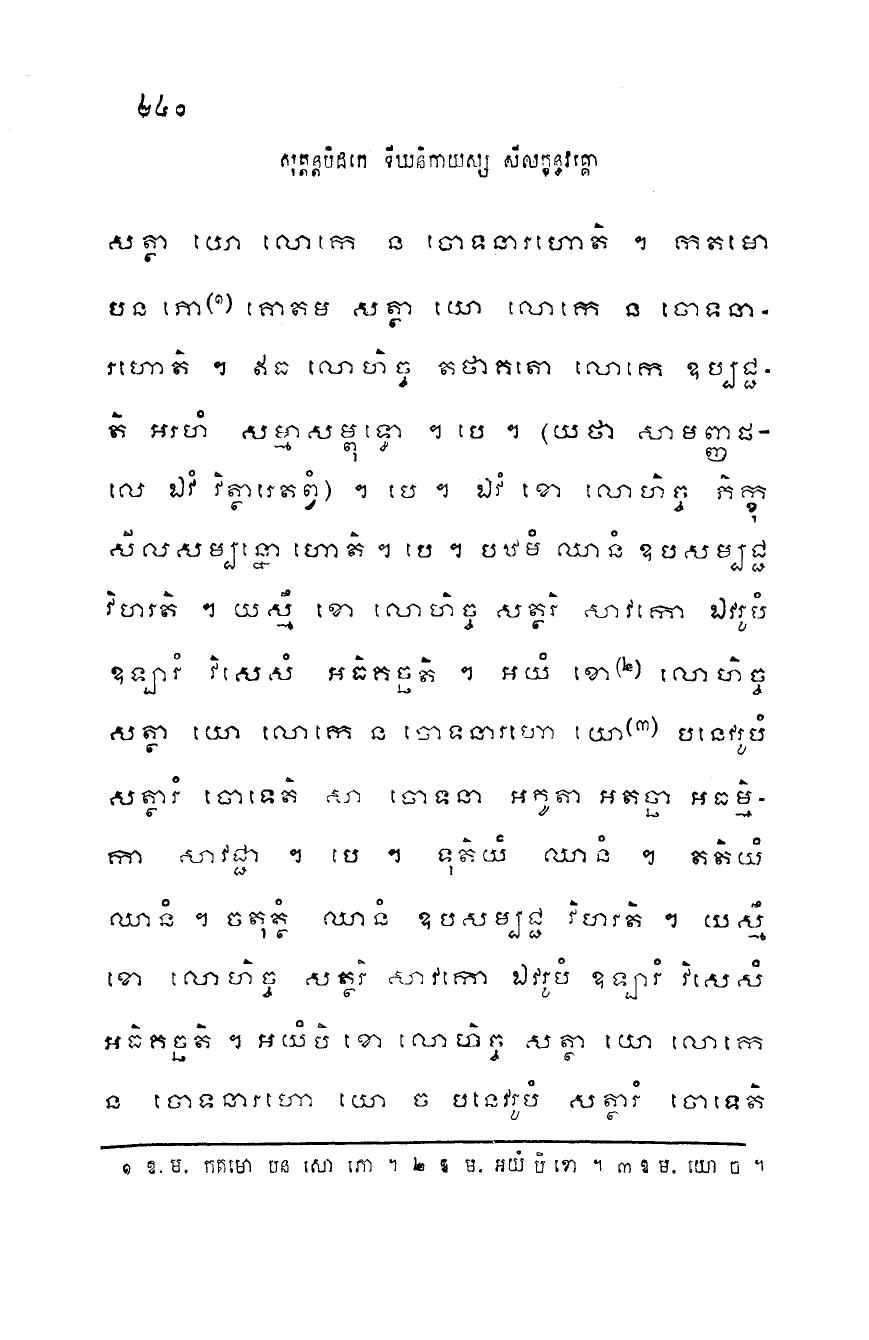 ២៤០
សុត្តន្តបិដកេ ទីឃនិកាយស្ស សីលក្ខន្ធវគ្គោ
សត្ថា យោ លោកេ ន ចោទនារហោតិ ។ កតមោ
បន ភោ(១) គោតម សត្ថា យោ លោកេ ន ចោទនា-
រហោតិ ។ ឥធ លោហិច្ច តថាគតោ លោកេ ឧប្បជ្ជ-
តិ អរហំ សម្មាសម្ពុទ្ធោ ។ បេ ។ (យថា សាមញ្ញផ-
លេ ឯវំ វិត្ថារេតព្វំ) ។ បេ ។ ឯវំ ខោ លោហិច្ច ភិក្ខុ
សីលសម្បន្នោ ហោតិ ។ បេ ។ បឋមំ ឈានំ ឧបសម្បជ្ជ
វិហរតិ ។ យស្មឹ ខោ លោហិច្ច សត្ថរិ សាវកោ ឯវរូបំ
ឧឡារំ វិសេសំ អធិគច្ឆតិ ។ អយំ ខោ(២) លោហិច្ច
សត្ថា យោ លោកេ ន ចោទនារហោ យោ(៣) បនេវរូបំ
សត្ថារំ ចោទេតិ សា ចោទនា អភូតា អតច្ឆា អធម្មិ-
កា សាវជ្ជា ។ បេ ។ ទុតិយំ ឈានំ ។ តតិយំ
ឈានំ ។ ចតុត្ថំ ឈានំ ឧបសម្បជ្ជ វិហរតិ ។ យស្មឹ
ខោ លោហិច្ច សត្ថរិ សាវកោ ឯវរូបំ ឧឡារំ វិសេសំ
អធិគច្ឆតិ ។ អយំបិ ខោ លោហិច្ច សត្ថា យោ លោកេ
ន ចោទនារហោ យោ ច បនេវរូបំ សត្ថារំ ចោទេតិ
១ ឱ. ម. កតមោ បន សោ ភោ ។ ២ ឱ ម. អយំបិ ខោ ។ ៣ ឱ ម. យោ ច ។